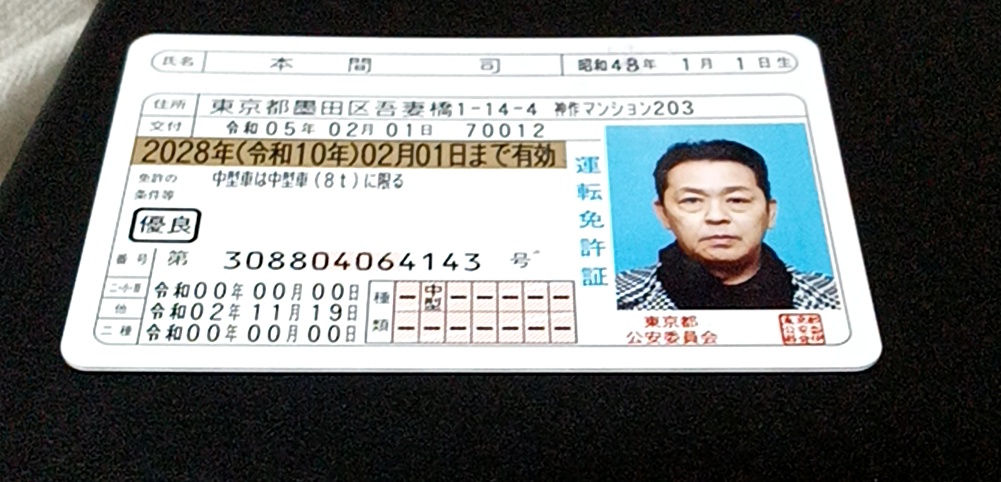 氏名 本間 司 昭和48年 1月 1日生
住所 東京都墨田区吾妻橋1-14-4 神作マンション203
交付 令和05年02月01日 70012
2028年(令和10年)02月01日まで有効
免許の条件等 中型車は中型車(8t)に限る
優良
番号 第 308804064143 号
二・小・原 令和00年00月00日
他 令和02年11月19日
二種 令和00年00月00日
種類 ー 中型 ー ー ー ー ー
ー ー ー ー ー ー ー
運転免許証
東京都
公安委員会